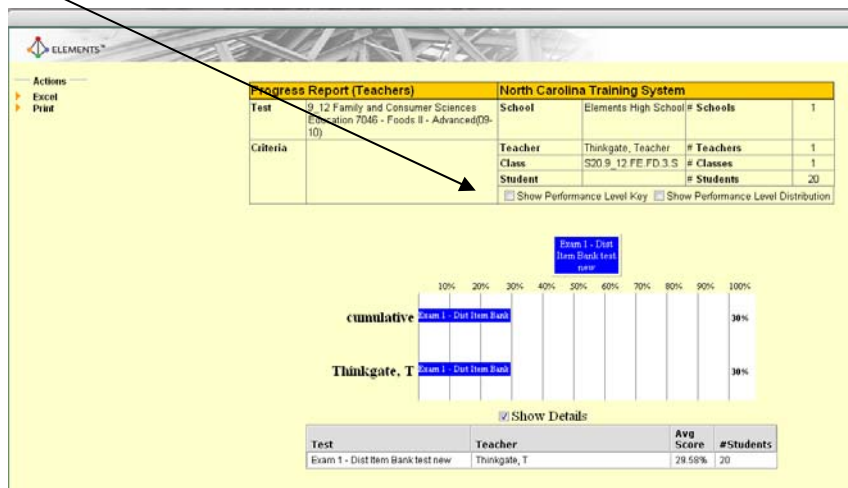 ELEMENTS™
Actions
Excel
Print
Progress Report (Teachers) North Carolina Training System
Test 9_12 Family and Consumer Sciences School Elements High School # Schools 1
Education 7046 - Foods II - Advanced(09-
10)
Criteria Teacher Thinkgate, Teacher # Teachers 1
Class S20.9_12.FE.FD.3.S # Classes 1
Student # Students 20
Show Performance Level Key Show Performance Level Distribution
Exam 1 - Dist
Item Bank test
new
10% 20% 30% 40% 50% 60% 70% 80% 90% 100%
cumulative Exam 1 - Dist Item Bank 30%
Thinkgate, T Exam 1 - Dist Item Bank 30%
Show Details
Test Teacher Avg Score #Students
Exam 1 - Dist Item Bank test new Thinkgate, T 29.58% 20